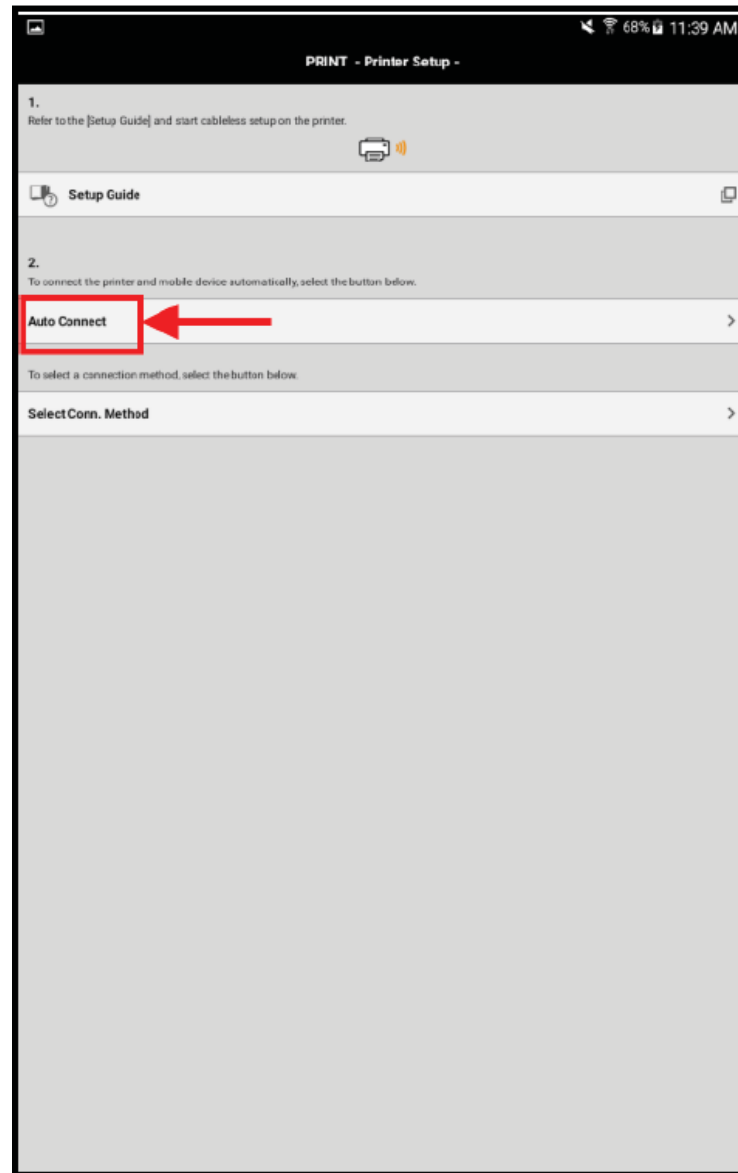 68% 11:39 AM
PRINT - Printer Setup -
1.
Refer to the [Setup Guide] and start cableless setup on the printer.
Setup Guide
2.
To connect the printer and mobile device automatically, select the button below.
Auto Connect
To select a connection method, select the button below.
Select Conn. Method